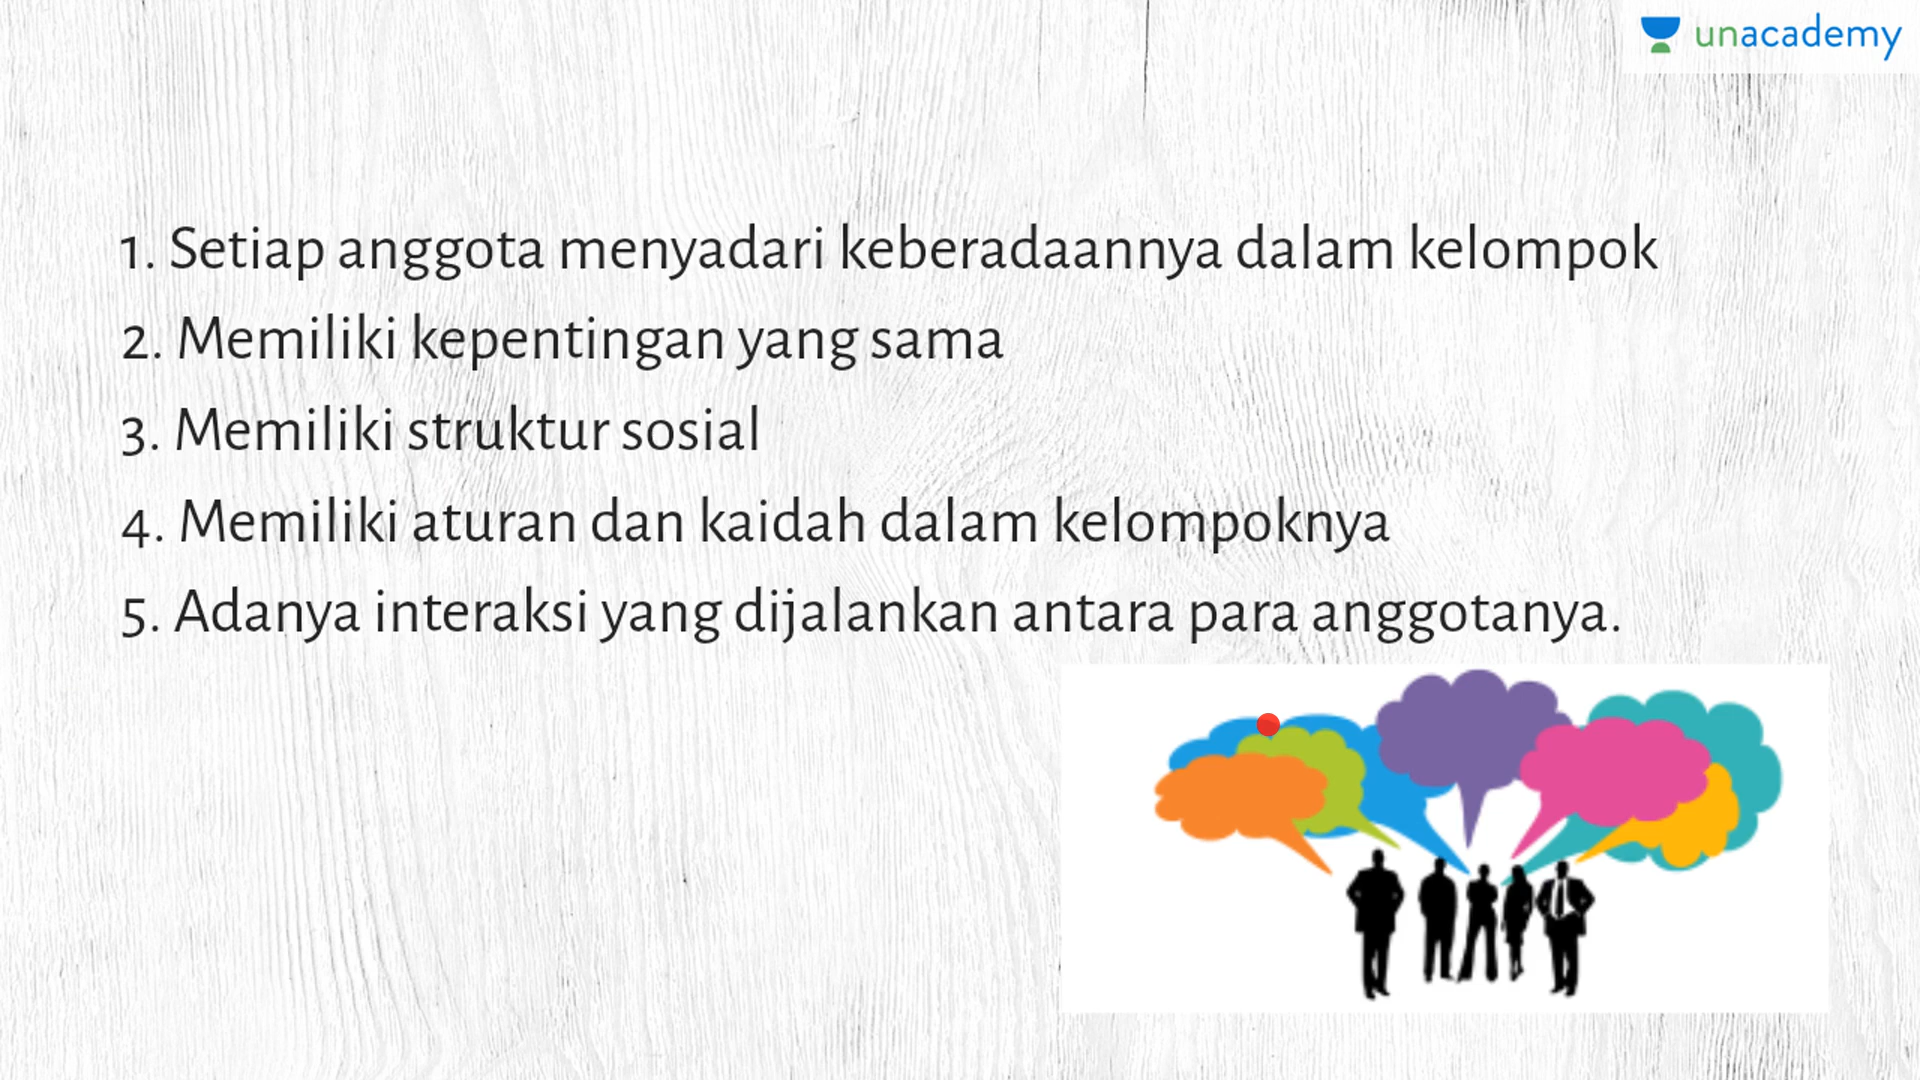 unacademy
1. Setiap anggota menyadari keberadaannya dalam kelompok
2. Memiliki kepentingan yang sama
3. Memiliki struktur sosial
4. Memiliki aturan dan kaidah dalam kelompoknya
5. Adanya interaksi yang dijalankan antara para anggotanya.